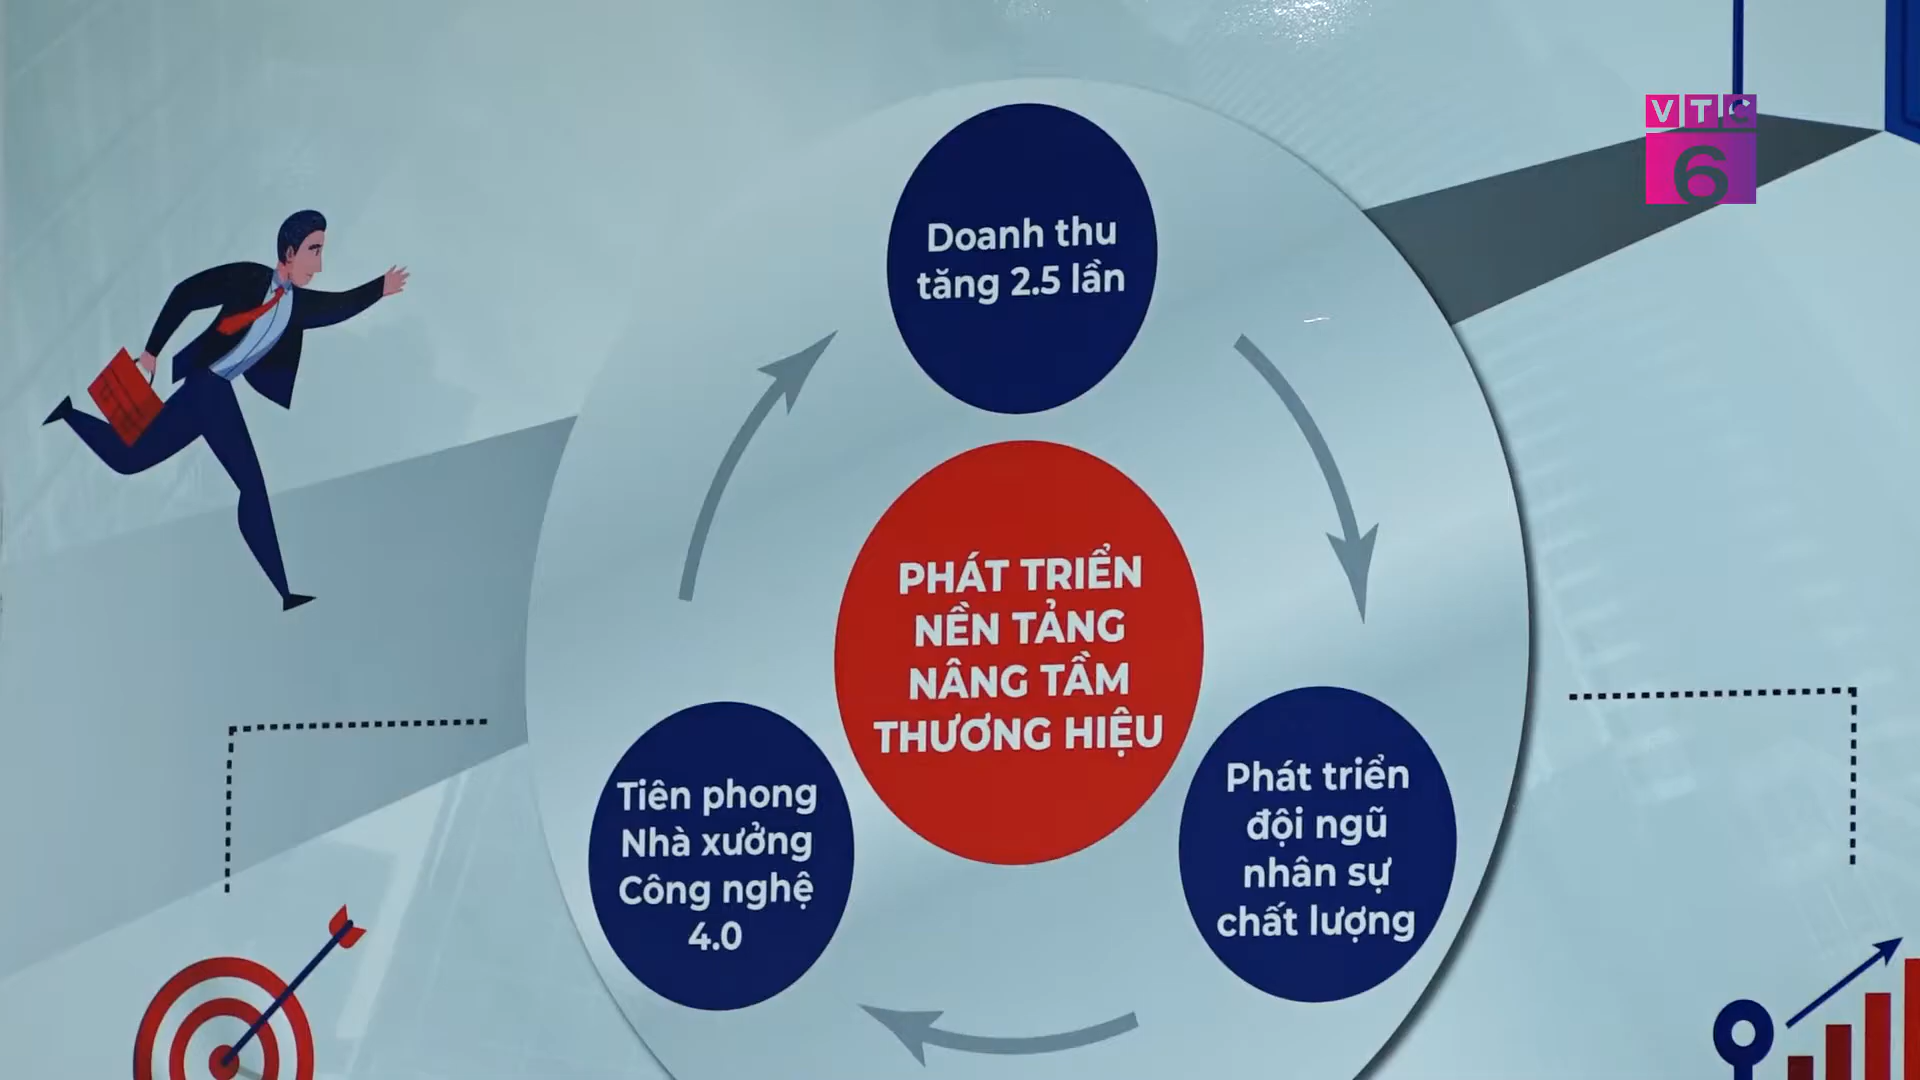 VTC
6
Doanh thu
tăng 2.5 lần
PHÁT TRIỂN
NỀN TẢNG
NÂNG TẦM
THƯƠNG HIỆU
Tiên phong
Nhà xưởng
Công nghệ
4.0
Phát triển
đội ngũ
nhân sự
chất lượng